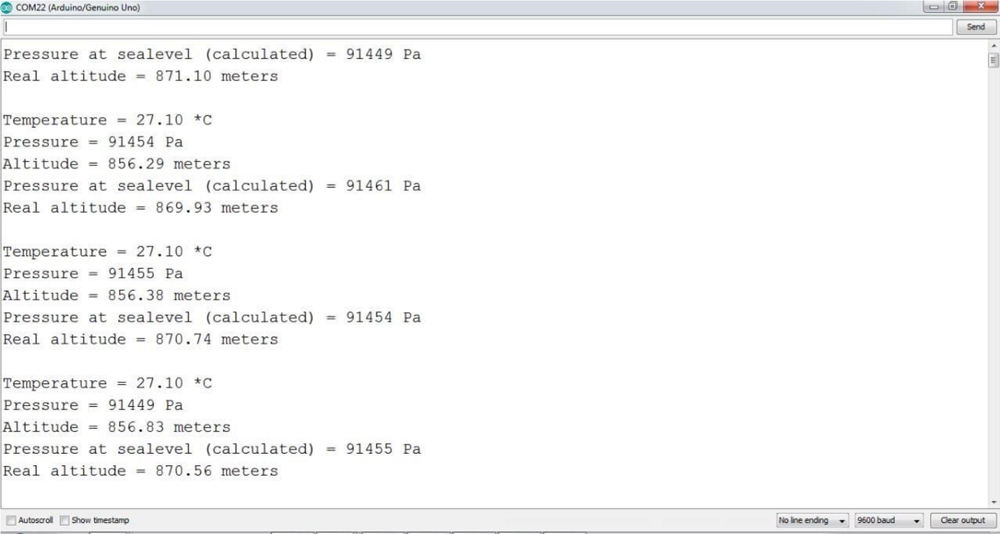 COM22 (Arduino/Genuino Uno)
Send
Pressure at sealevel (calculated) = 91449 Pa
Real altitude = 871.10 meters
Temperature = 27.10 *C
Pressure = 91454 Pa
Altitude = 856.29 meters
Pressure at sealevel (calculated) = 91461 Pa
Real altitude = 869.93 meters
Temperature = 27.10 *C
Pressure = 91455 Pa
Altitude = 856.38 meters
Pressure at sealevel (calculated) = 91454 Pa
Real altitude = 870.74 meters
Temperature = 27.10 *C
Pressure = 91449 Pa
Altitude = 856.83 meters
Pressure at sealevel (calculated) = 91455 Pa
Real altitude = 870.56 meters
Autoscroll Show timestamp No line ending 9600 baud Clear output